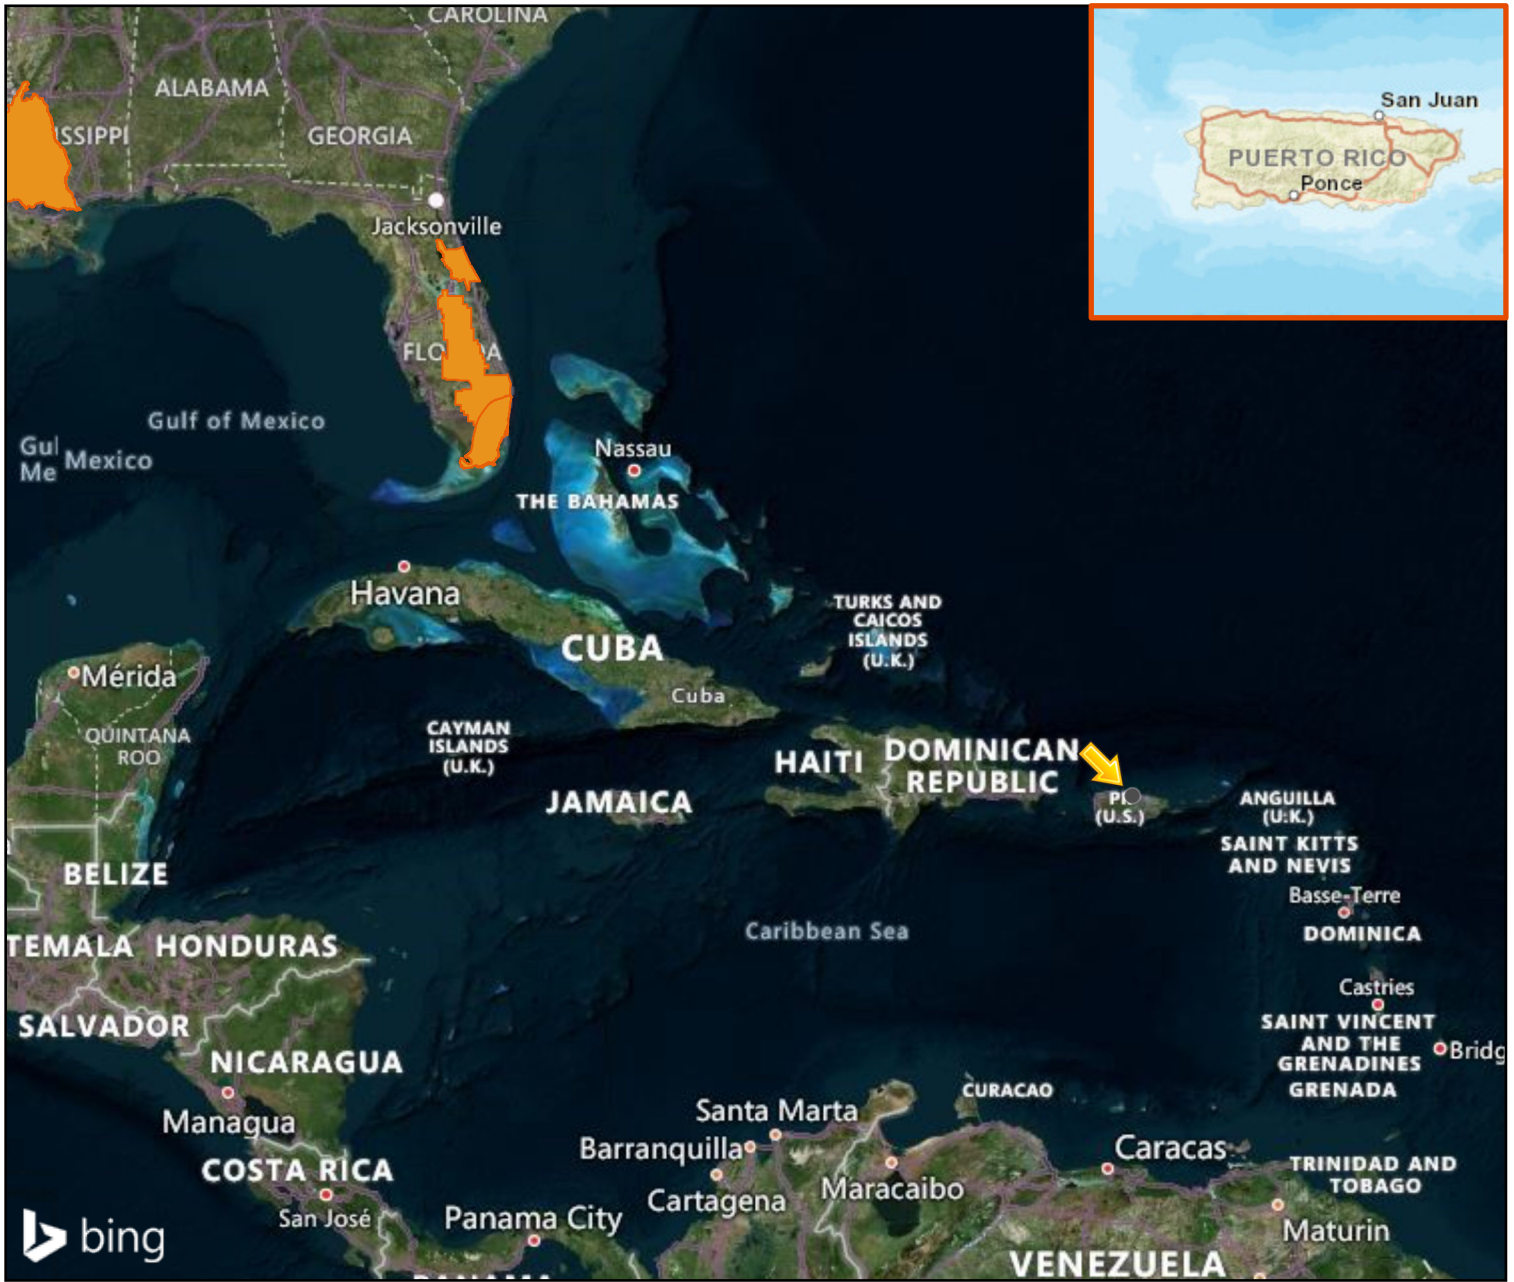 CAROLINA
ALABAMA
ISSIPPI
GEORGIA
Jacksonville
San Juan
PUERTO RICO
Ponce
FLO
A
Gulf of Mexico
Gul
Me
Mexico
Nassau
THE BAHAMAS
Havana
CUBA
Cuba
TURKS AND
CAICOS
ISLANDS
(U.K.)
Mérida
QUINTANA
ROO
CAYMAN
ISLANDS
(U.K.)
HAITI
DOMINICAN
REPUBLIC
JAMAICA
(U.S.)
ANGUILLA
(U.K.)
SAINT KITTS
AND NEVIS
Basse-Terre
DOMINICA
BELIZE
Caribbean Sea
TEMALA
HONDURAS
Castries
SAINT VINCENT
AND THE
GRENADINES
GRENADA
Bridg
SALVADOR
NICARAGUA
Managua
CURACAO
Santa Marta
Barranquilla
Cartagena
Maracaibo
Caracas
TRINIDAD AND
TOBAGO
COSTA RICA
San José
Panama City
Maturin
VENEZUELA
PANAMA
bing